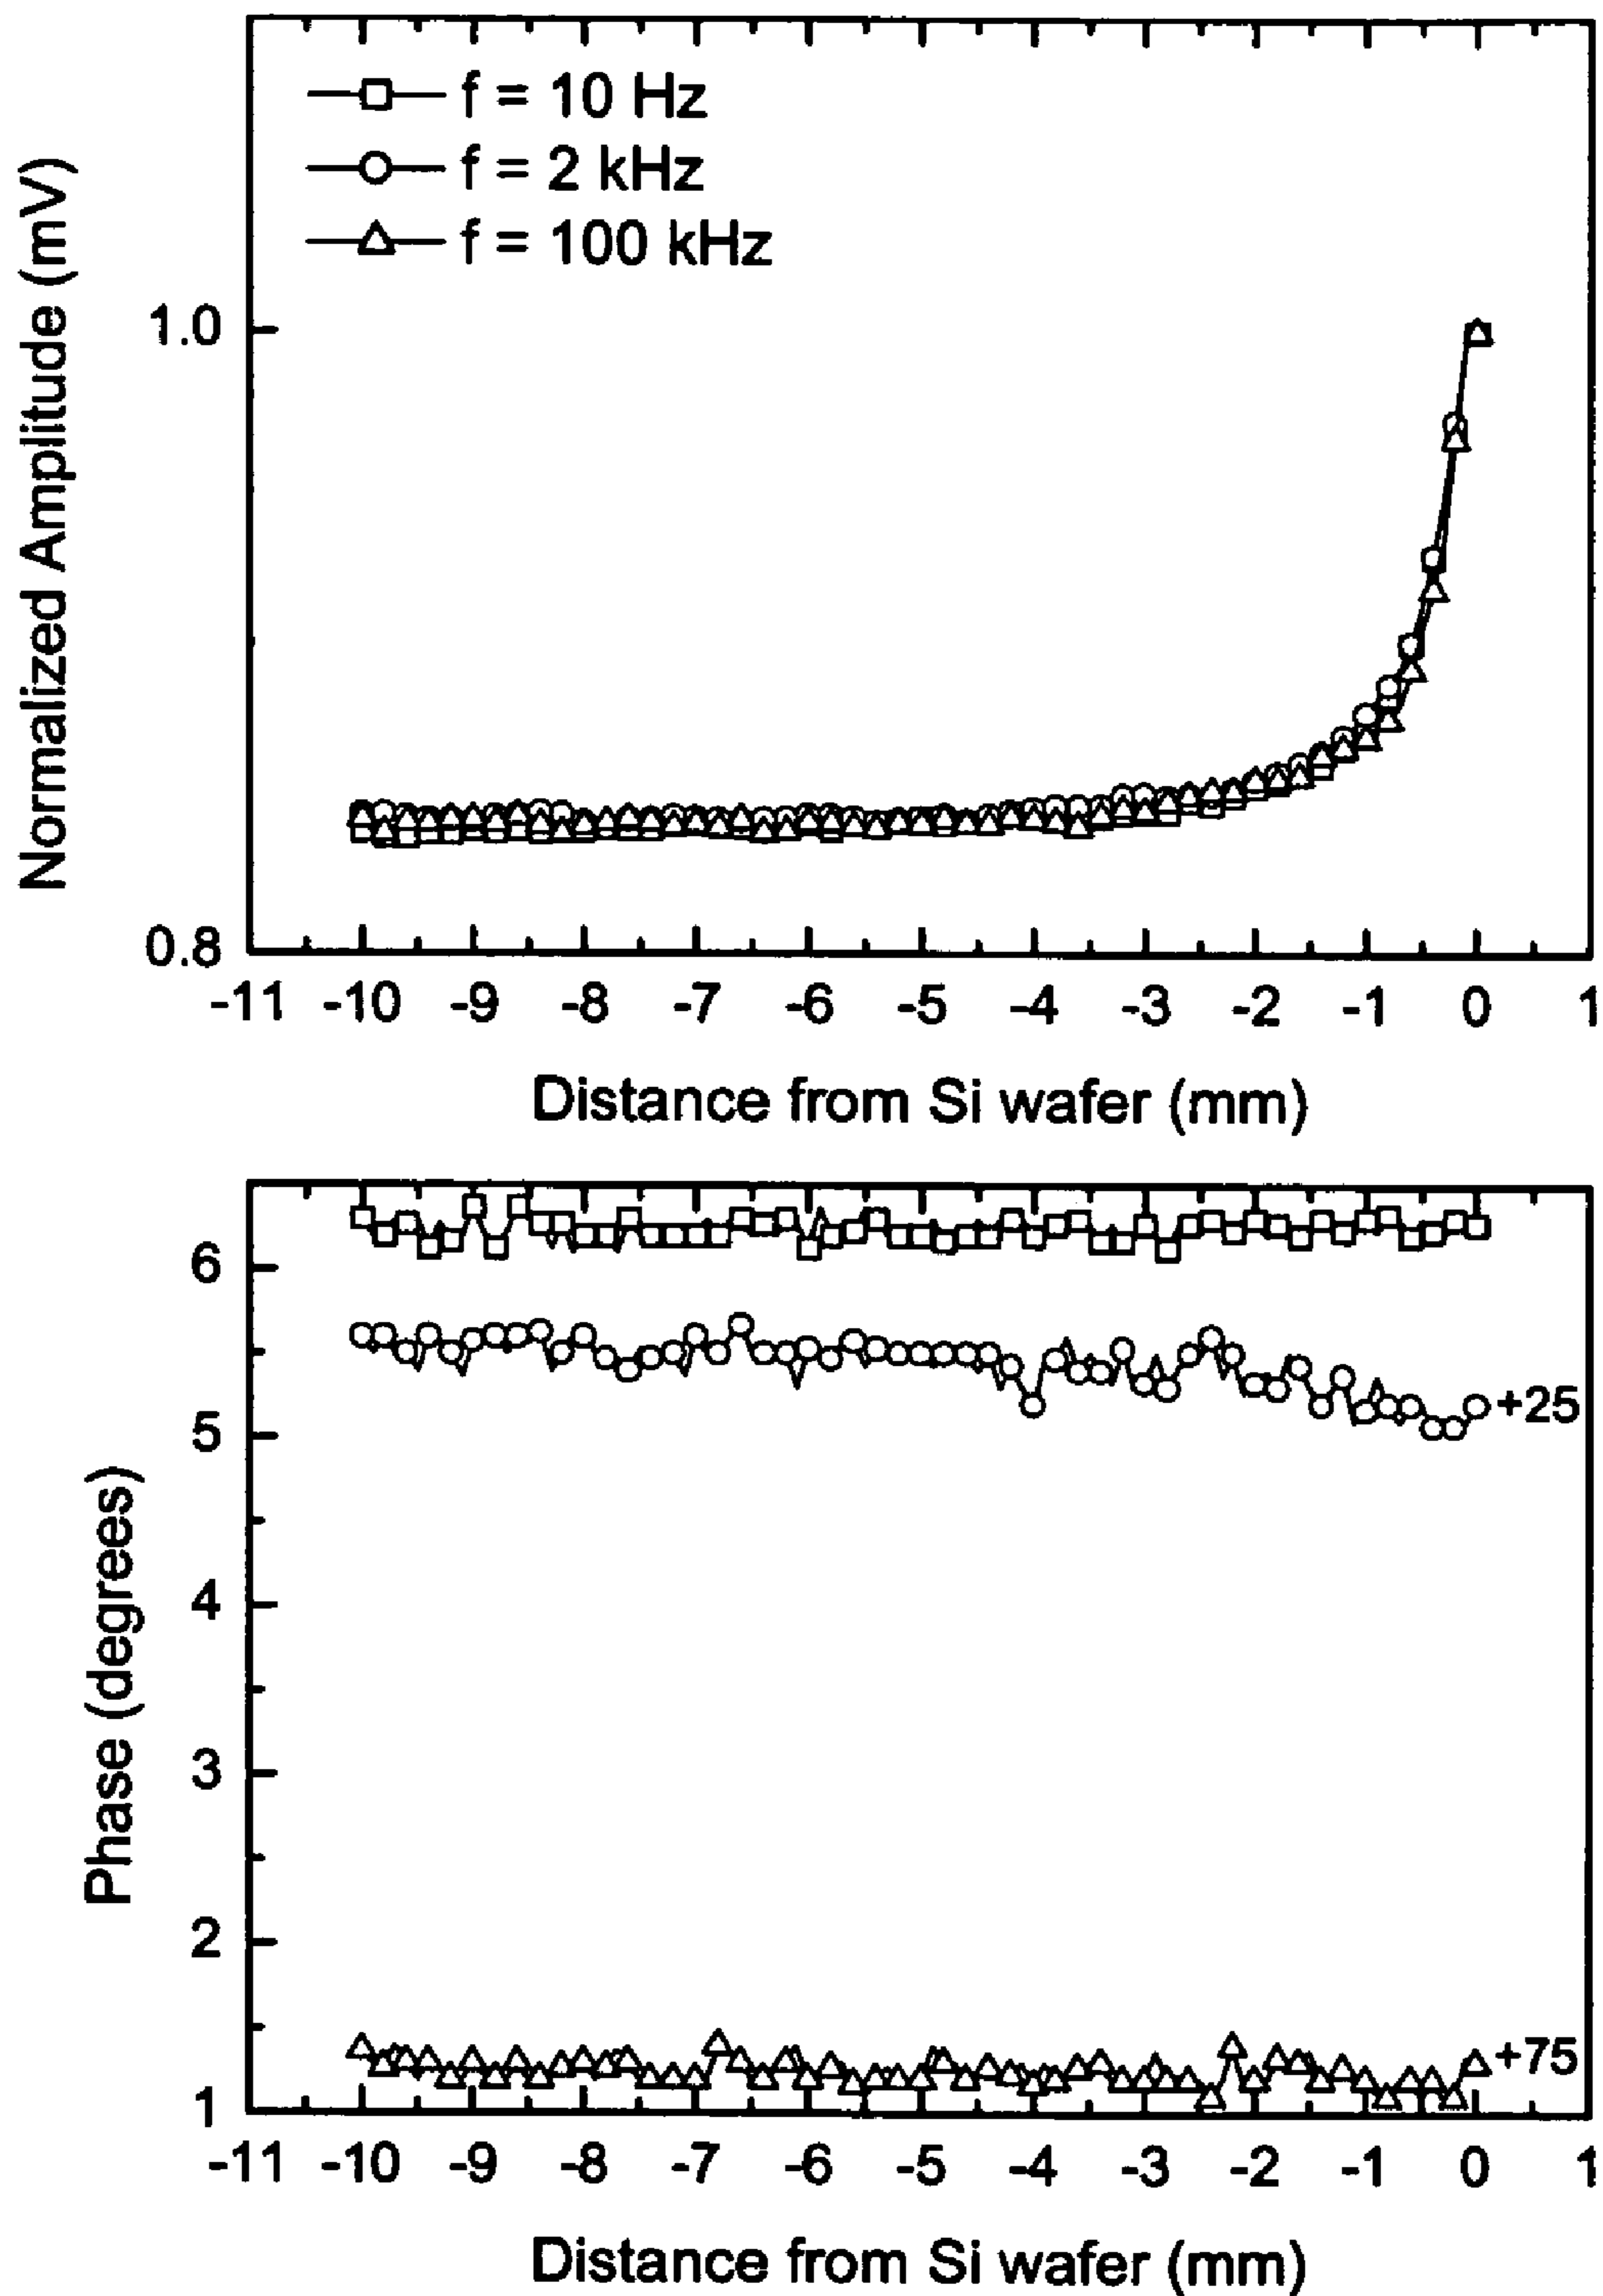 f = 10 Hz
f = 2 kHz
f = 100 kHz
Normalized Amplitude (mV)
1.0
0.8
-11 -10 -9 -8 -7 -6 -5 -4 -3 -2 -1 0 1
Distance from Si wafer (mm)
Phase (degrees)
6
5
4
3
2
1
+25
+75
-11 -10 -9 -8 -7 -6 -5 -4 -3 -2 -1 0 1
Distance from Si wafer (mm)